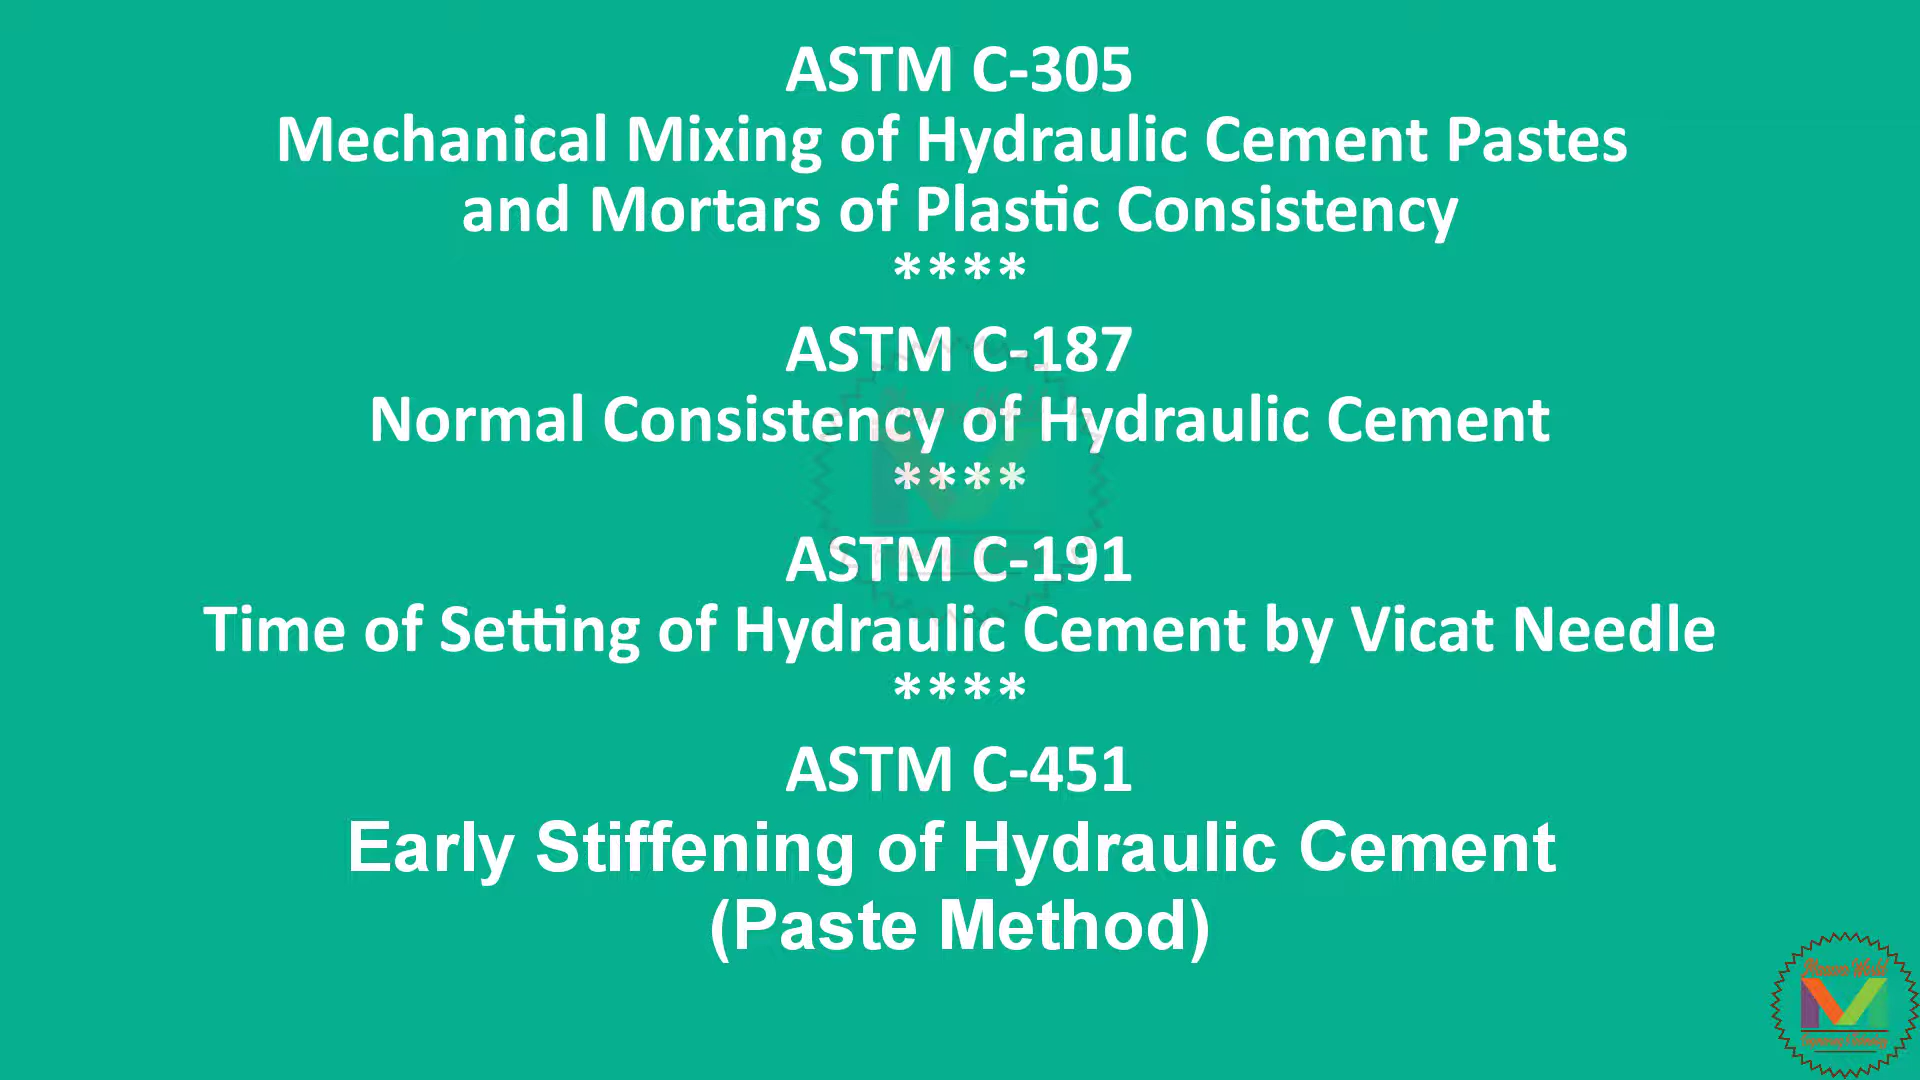 ASTM C-305
Mechanical Mixing of Hydraulic Cement Pastes
and Mortars of Plastic Consistency
****
ASTM C-187
Normal Consistency of Hydraulic Cement
****
ASTM C-191
Time of Setting of Hydraulic Cement by Vicat Needle
****
ASTM C-451
Early Stiffening of Hydraulic Cement
(Paste Method)